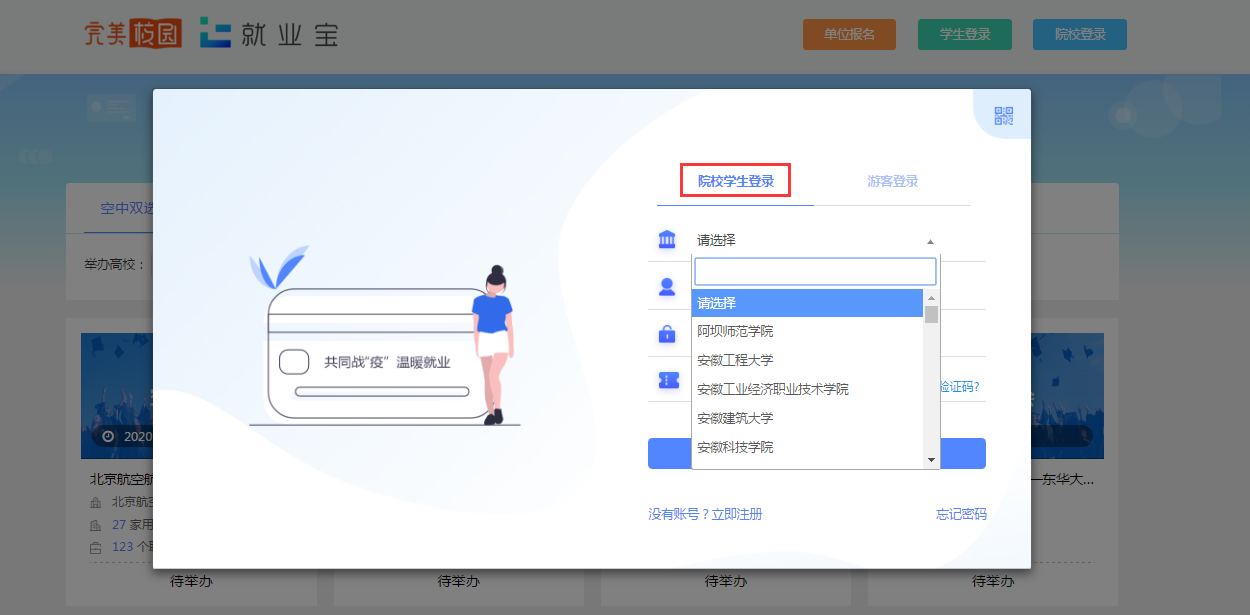 完美校园 就业宝
单位报名 学生登录 院校登录
院校学生登录 游客登录
空中双选
举办高校：
请选择
请选择
阿坝师范学院
安徽工程大学
安徽工业经济职业技术学院
安徽建筑大学
安徽科技学院
验证码?
共同战“疫” 温暖就业
没有账号？立即注册 忘记密码
2020
北京航空航
北京航空
27 家用
123 个
一东华大...
待举办 待举办 待举办 待举办